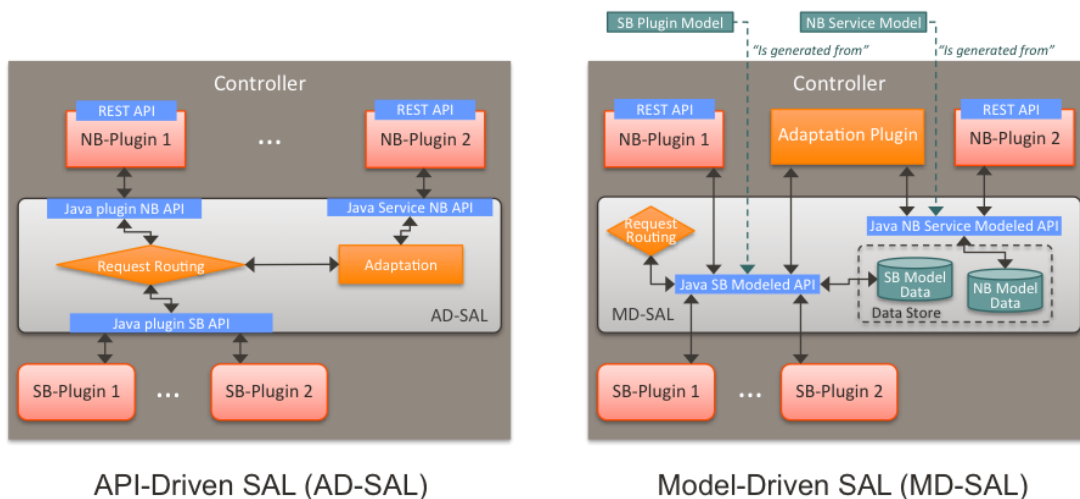 Controller
REST API
NB-Plugin 1
...
REST API
NB-Plugin 2
Java plugin NB API
Java Service NB API
Request Routing
Adaptation
Java plugin SB API
AD-SAL
SB-Plugin 1
...
SB-Plugin 2
API-Driven SAL (AD-SAL)
SB Plugin Model
NB Service Model
“Is generated from”
“Is generated from”
Controller
REST API
NB-Plugin 1
Adaptation Plugin
REST API
NB-Plugin 2
Request
Routing
Java NB Service Modeled API
Java SB Modeled API
SB Model
Data
NB Model
Data
Data Store
MD-SAL
SB-Plugin 1
...
SB-Plugin 2
Model-Driven SAL (MD-SAL)